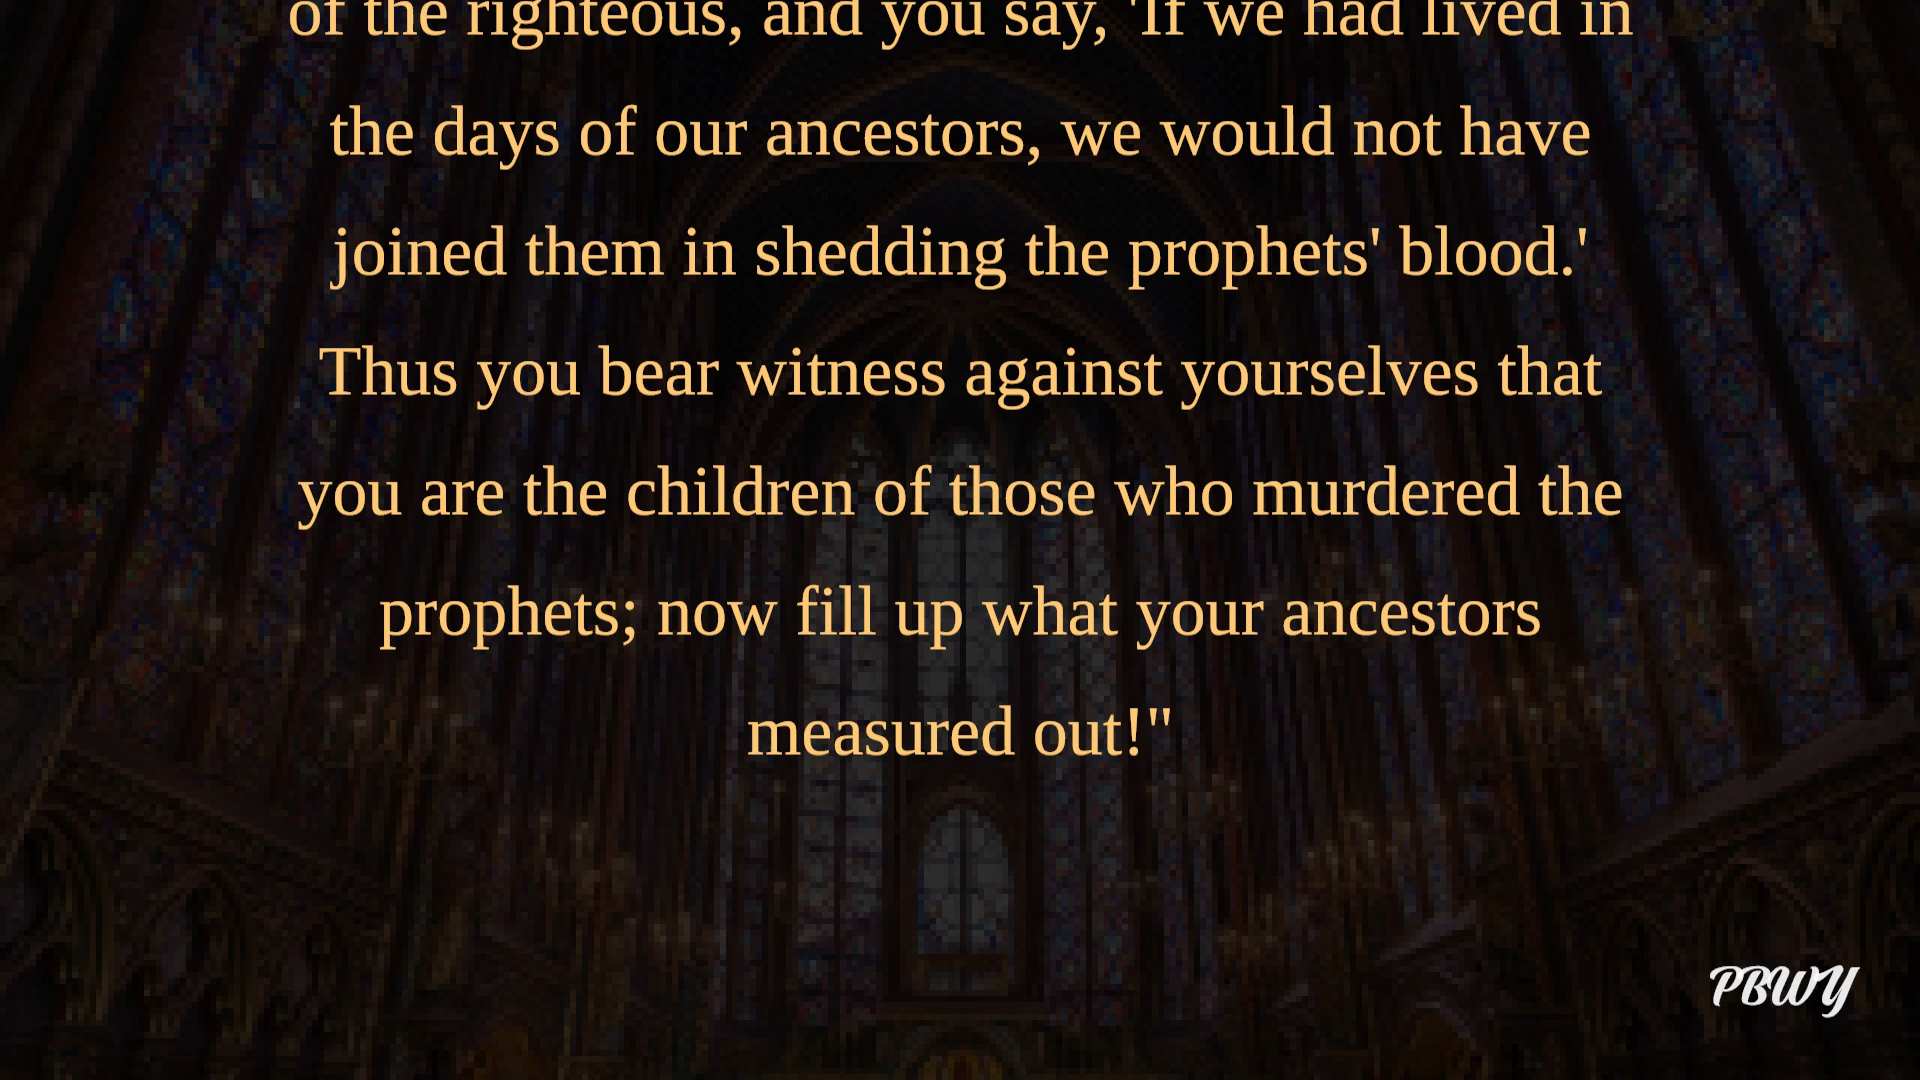 of the righteous, and you say, 'If we had lived in
the days of our ancestors, we would not have
joined them in shedding the prophets' blood.'
Thus you bear witness against yourselves that
you are the children of those who murdered the
prophets; now fill up what your ancestors
measured out!"
PBWY